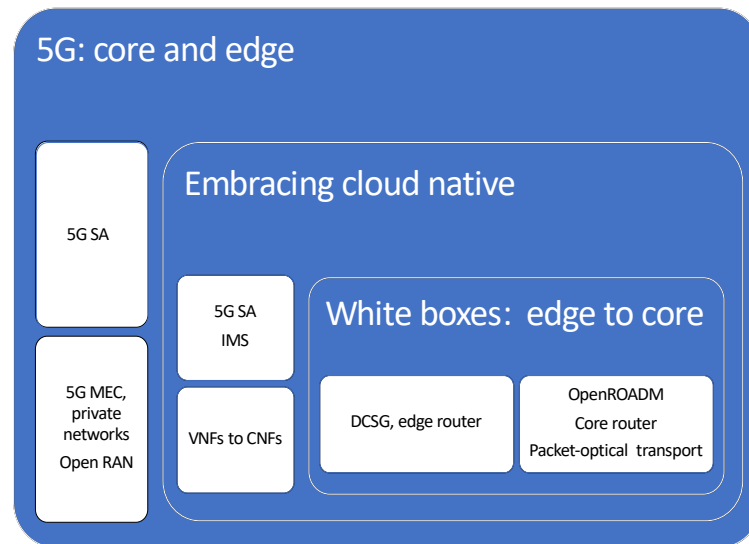 5G: core and edge
5G SA
5G MEC,
private
networks
Open RAN
Embracing cloud native
5G SA
IMS
VNFs to CNFs
White boxes: edge to core
DCSG, edge router
OpenROADM
Core router
Packet-optical transport